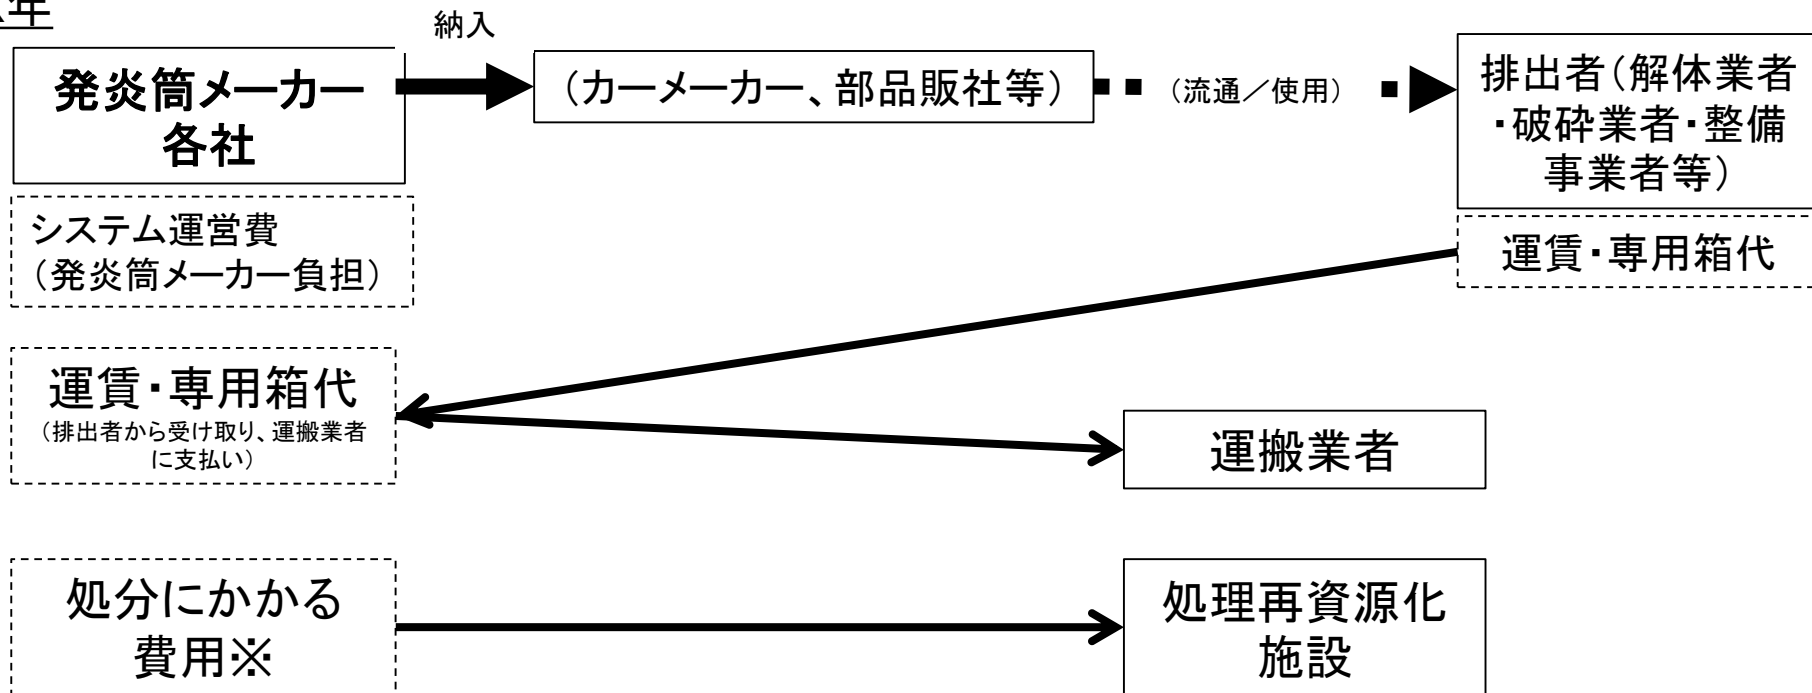 年
納入
発炎筒メーカー
各社
（カーメーカー、部品販社等）
（流通／使用）
排出者（解体業者
・破砕業者・整備
事業者等）
システム運営費
（発炎筒メーカー負担）
運賃・専用箱代
運賃・専用箱代
（排出者から受け取り、運搬業者
に支払い）
運搬業者
処分にかかる
費用※
処理再資源化
施設